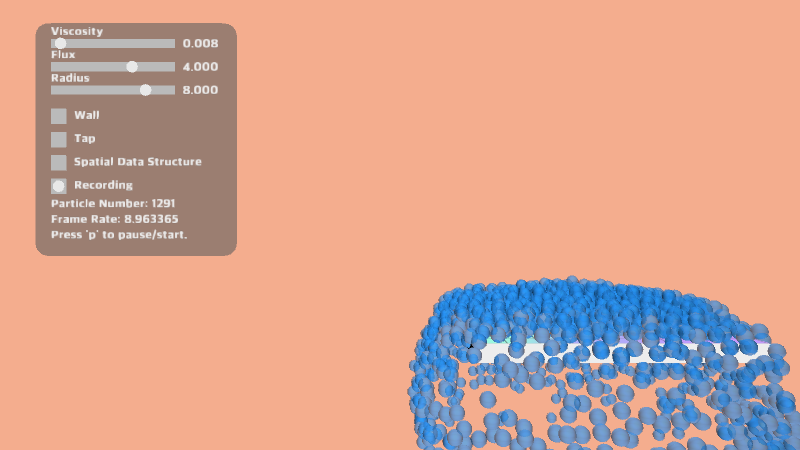 Viscosity
0.008
Flux
4.000
Radius
8.000
Wall
Tap
Spatial Data Structure
Recording
Particle Number: 1291
Frame Rate: 8.963365
Press 'p' to pause/start.